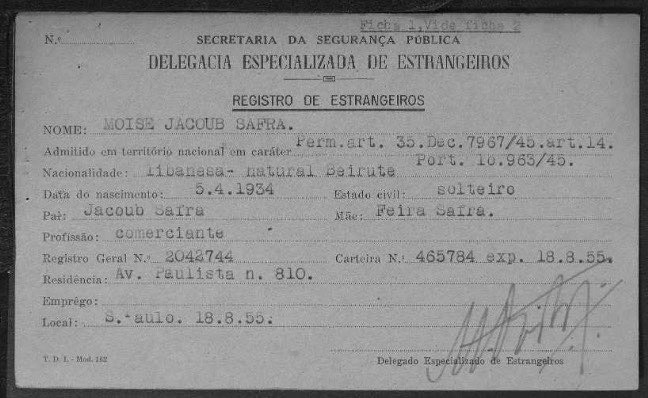 Ficha 1, Vide ficha 2
N.º
SECRETARIA DA SEGURANÇA PÚBLICA
DELEGACIA ESPECIALIZADA DE ESTRANGEIROS
REGISTRO DE ESTRANGEIROS
NOME: MOISE JACOUB SAFRA.
Admitido em território nacional em caráter Perm.art. 35.Dec.7967/45.art.14.
Port. 10.963/45.
Nacionalidade: libanesa- natural Beirute
Data do nascimento: 5.4.1934 Estado civil: solteiro
Pai: Jacoub Safra Mãe: Feira Safra.
Profissão: comerciante
Registro Geral N.º 2042744 Carteira N.º 465784 exp. 18.8.55.
Residência: Av. Paulista n. 810.
Emprêgo:
Local: S. aulo. 18.8.55.
T. D. I. - Mod. 162
Delegado Especializado de Estrangeiros